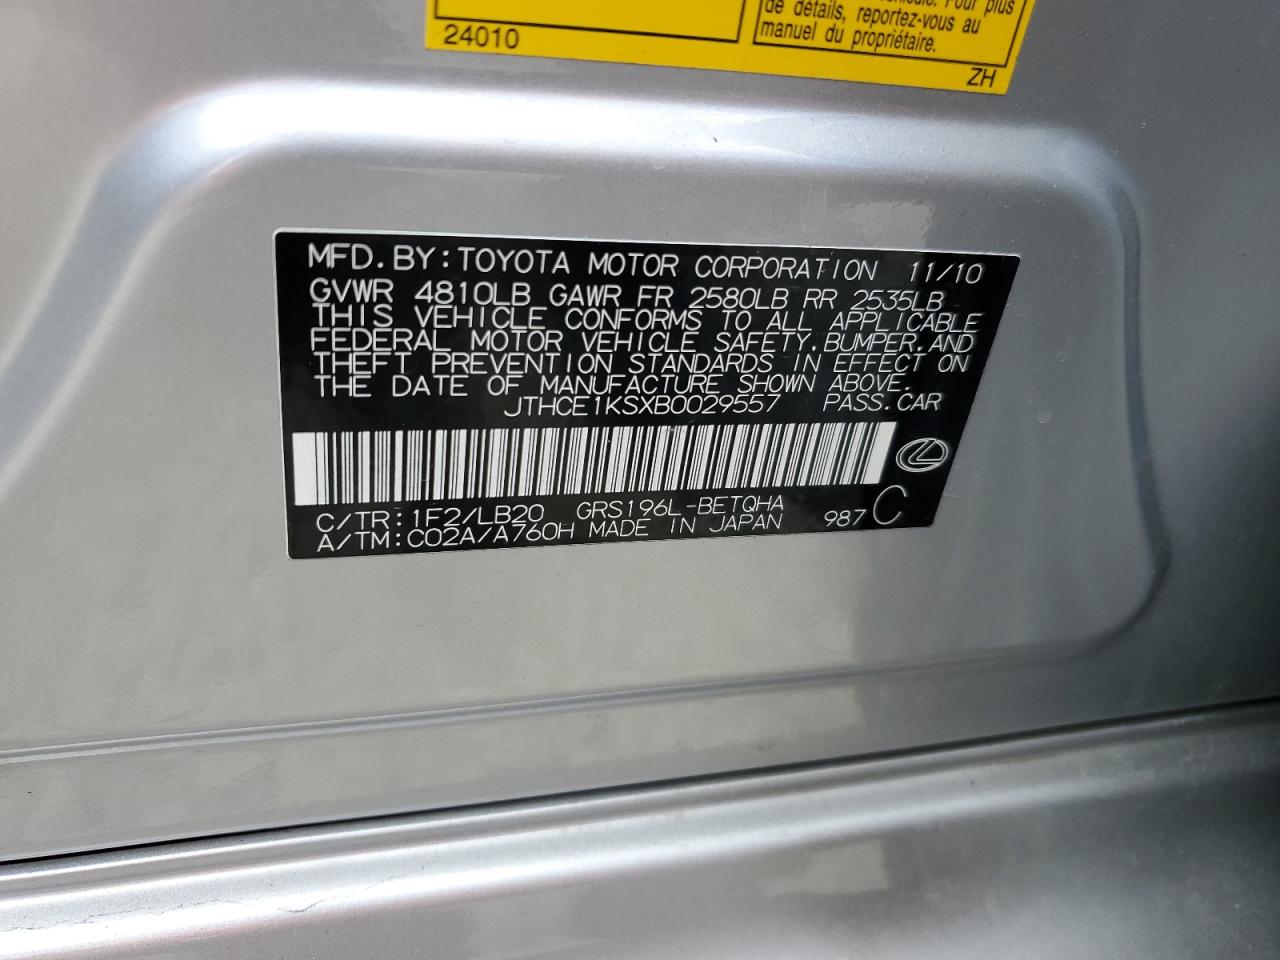 véhicule. Pour plus
de détails, reportez-vous au
manuel du propriétaire.
24010
ZH
MFD. BY: TOYOTA MOTOR CORPORATION 11/10
GVWR 4810LB GAWR FR 2580LB RR 2535LB
THIS VEHICLE CONFORMS TO ALL APPLICABLE
FEDERAL MOTOR VEHICLE SAFETY, BUMPER, AND
THEFT PREVENTION STANDARDS IN EFFECT ON
THE DATE OF MANUFACTURE SHOWN ABOVE.
JTHCE1KSXB0029557 PASS. CAR
C/TR: 1F2/LB20 GRS196L-BETQHA
A/TM: C02A/A760H MADE IN JAPAN 987 C